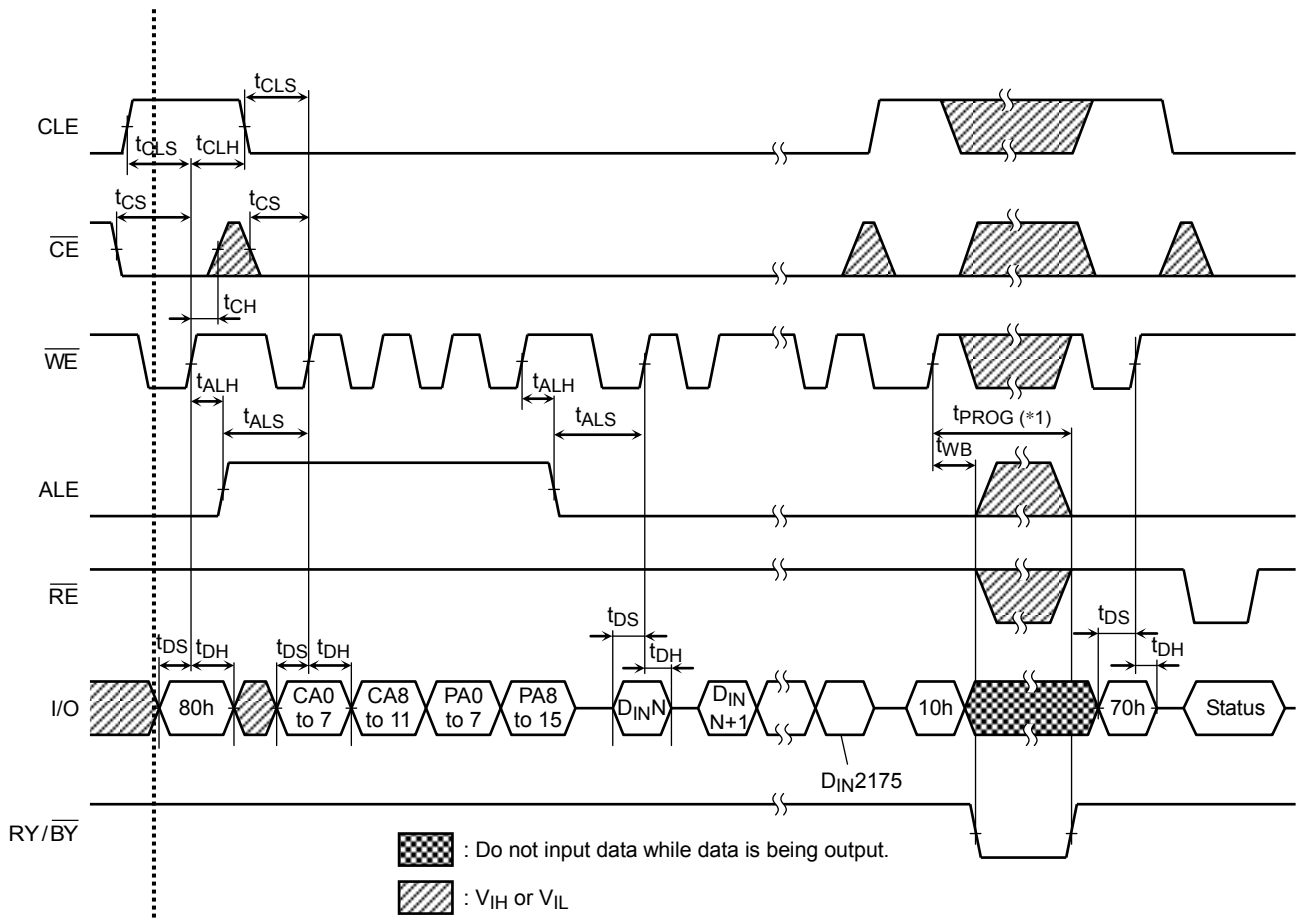 tCLS
CLE
tCLS
tCLH
tCS
tCS
CE
tCH
WE
tALH
tALH
tALS
tALS
tPROG (*1)
tWB
ALE
RE
tDS
tDH
tDS
tDH
tDS
tDH
tDS
tDH
I/O
80h
CA0 to 7
CA8 to 11
PA0 to 7
PA8 to 15
DINN
DIN N+1
10h
70h
Status
DIN2175
RY/BY
: Do not input data while data is being output.
: VIH or VIL